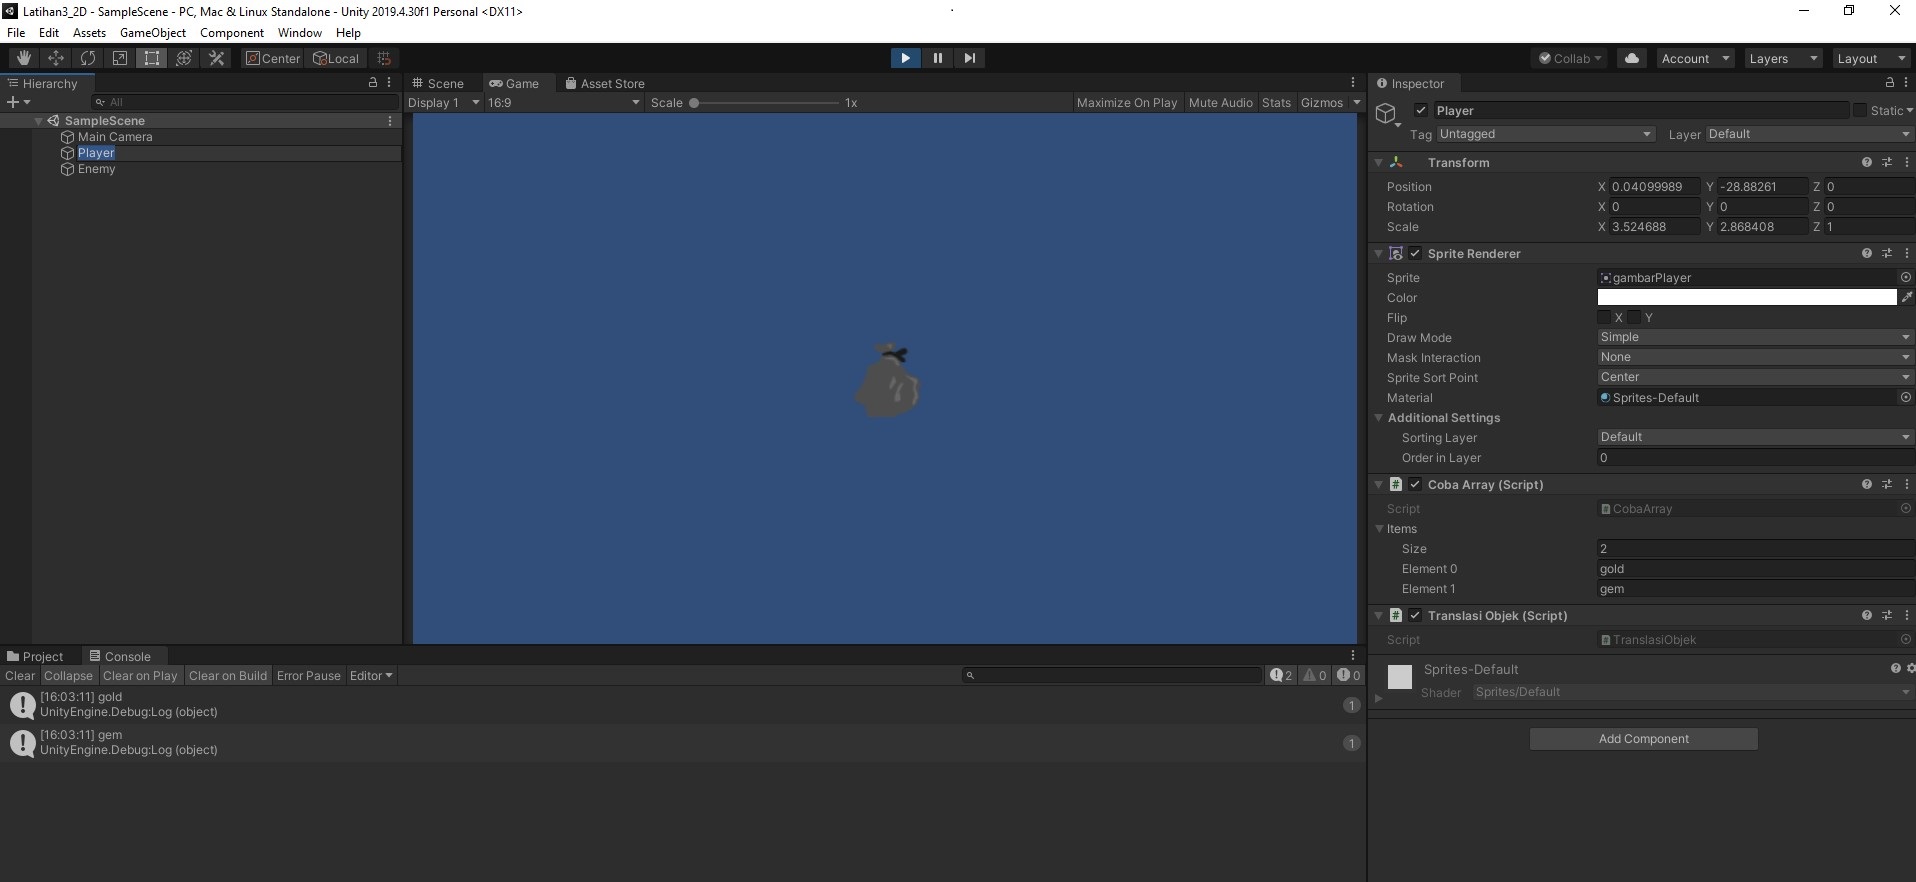 Latihan3_2D - SampleScene - PC, Mac & Linux Standalone - Unity 2019.4.30f1 Personal <DX11>
File Edit Assets GameObject Component Window Help
Center Local Collab Account Layers Layout
Hierarchy
All
SampleScene
Main Camera
Player
Enemy
Scene Game Asset Store
Display 1 16:9 Scale 1x Maximize On Play Mute Audio Stats Gizmos
Inspector
Player Static
Tag Untagged Layer Default
Transform
Position X 0.04099989 Y -28.88261 Z 0
Rotation X 0 Y 0 Z 0
Scale X 3.524688 Y 2.868408 Z 1
Sprite Renderer
Sprite gambarPlayer
Color
Flip X Y
Draw Mode Simple
Mask Interaction None
Sprite Sort Point Center
Material Sprites-Default
Additional Settings
Sorting Layer Default
Order in Layer 0
Coba Array (Script)
Script CobaArray
Items
Size 2
Element 0 gold
Element 1 gem
Translasi Objek (Script)
Script TranslasiObjek
Sprites-Default
Shader Sprites/Default
Add Component
Project Console
Clear Collapse Clear on Play Clear on Build Error Pause Editor 2 0 0
[16:03:11] gold
UnityEngine.Debug:Log (object) 1
[16:03:11] gem
UnityEngine.Debug:Log (object) 1